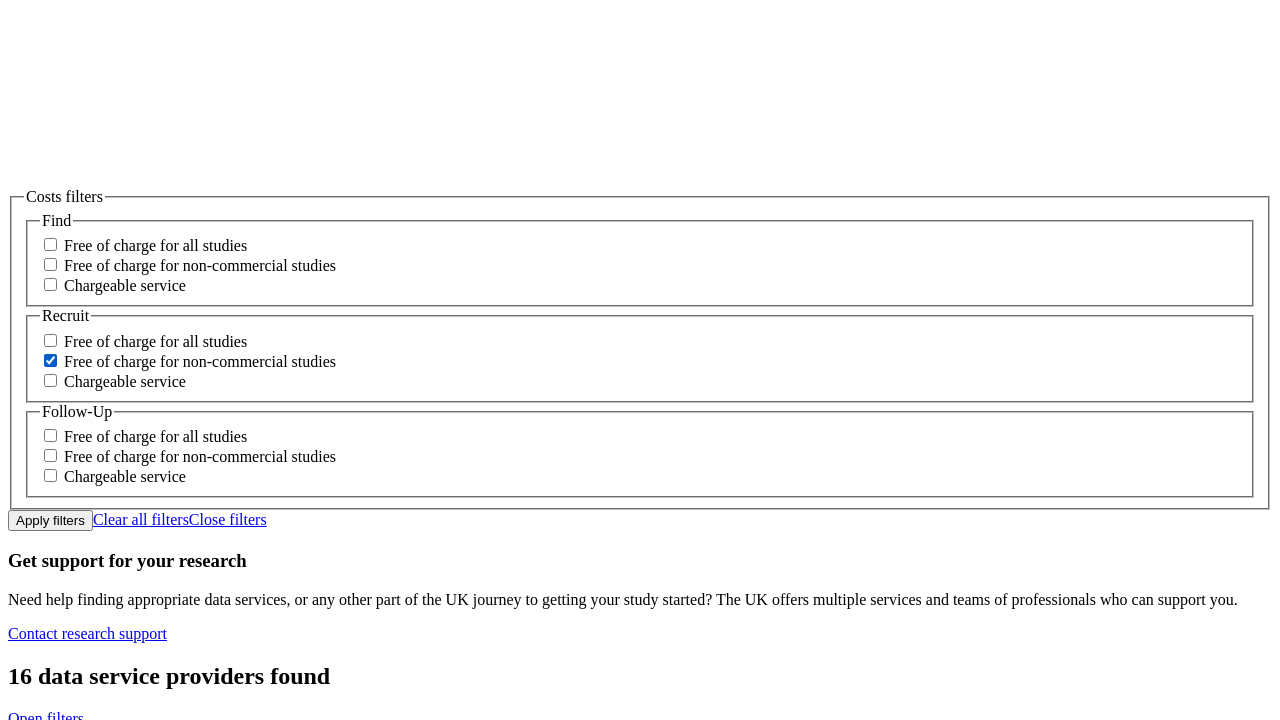 Costs filters
Find
Free of charge for all studies
Free of charge for non-commercial studies
Chargeable service
Recruit
Free of charge for all studies
Free of charge for non-commercial studies
Chargeable service
Follow-Up
Free of charge for all studies
Free of charge for non-commercial studies
Chargeable service
Apply filters Clear all filters Close filters
Get support for your research
Need help finding appropriate data services, or any other part of the UK journey to getting your study started? The UK offers multiple services and teams of professionals who can support you.
Contact research support
16 data service providers found
Open filters